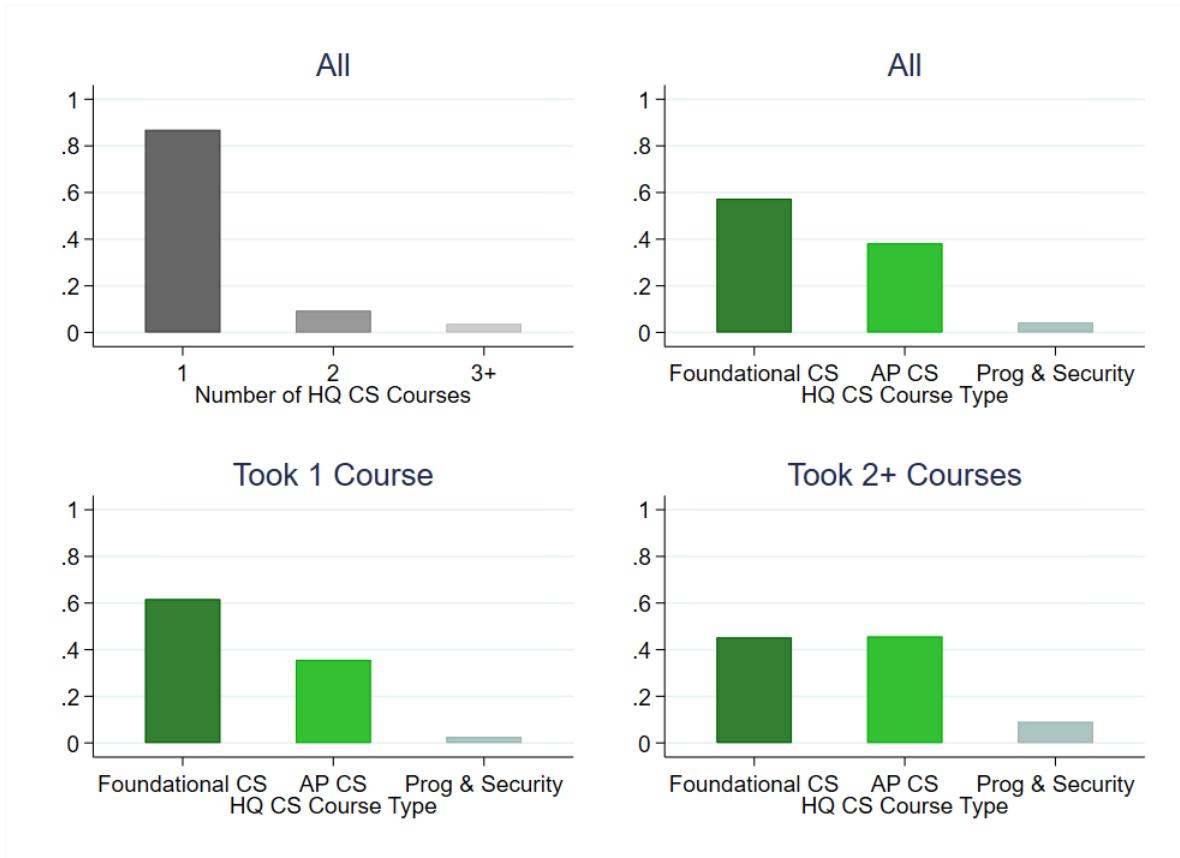 All
1
.8
.6
.4
.2
0
1 2 3+
Number of HQ CS Courses
All
1
.8
.6
.4
.2
0
Foundational CS AP CS Prog & Security
HQ CS Course Type
Took 1 Course
1
.8
.6
.4
.2
0
Foundational CS AP CS Prog & Security
HQ CS Course Type
Took 2+ Courses
1
.8
.6
.4
.2
0
Foundational CS AP CS Prog & Security
HQ CS Course Type